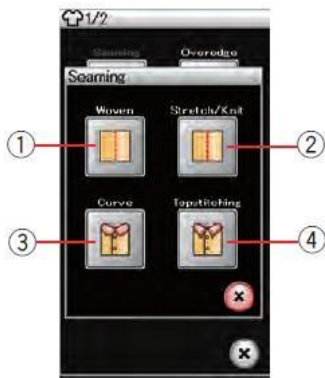 1/2
Seaming Overedge
Seaming
Woven Stretch/Knit
① ②
Curve Topstitching
③ ④